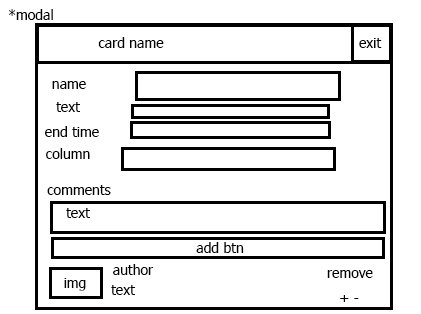 *modal
card name
exit
name
text
end time
column
comments
text
add btn
img
author
text
remove
+ -